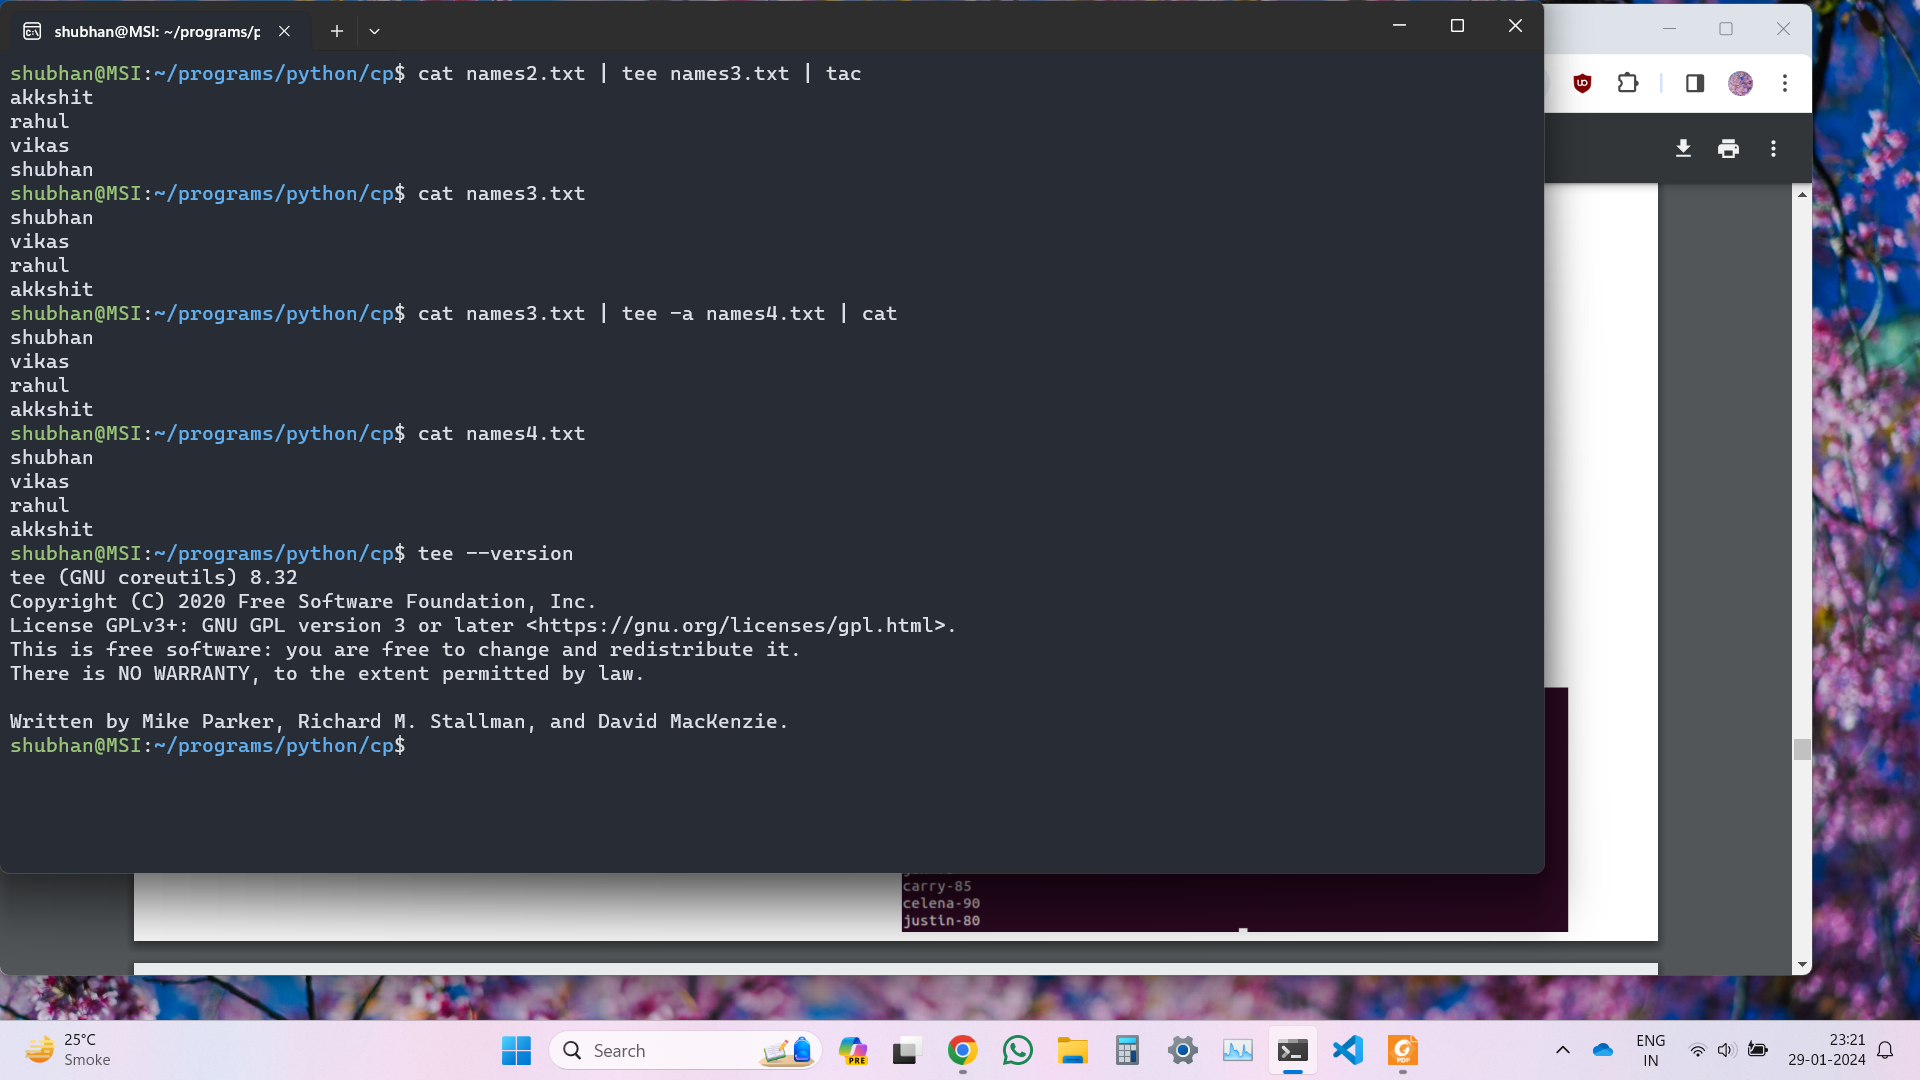 shubhan@MSI: ~/programs/p
shubhan@MSI:~/programs/python/cp$ cat names2.txt | tee names3.txt | tac
akkshit
rahul
vikas
shubhan
shubhan@MSI:~/programs/python/cp$ cat names3.txt
shubhan
vikas
rahul
akkshit
shubhan@MSI:~/programs/python/cp$ cat names3.txt | tee -a names4.txt | cat
shubhan
vikas
rahul
akkshit
shubhan@MSI:~/programs/python/cp$ cat names4.txt
shubhan
vikas
rahul
akkshit
shubhan@MSI:~/programs/python/cp$ tee --version
tee (GNU coreutils) 8.32
Copyright (C) 2020 Free Software Foundation, Inc.
License GPLv3+: GNU GPL version 3 or later <https://gnu.org/licenses/gpl.html>.
This is free software: you are free to change and redistribute it.
There is NO WARRANTY, to the extent permitted by law.

Written by Mike Parker, Richard M. Stallman, and David MacKenzie.
shubhan@MSI:~/programs/python/cp$
carry-85
celena-90
justin-80
25°C
Smoke
Search
PRE
ENG
IN
23:21
29-01-2024